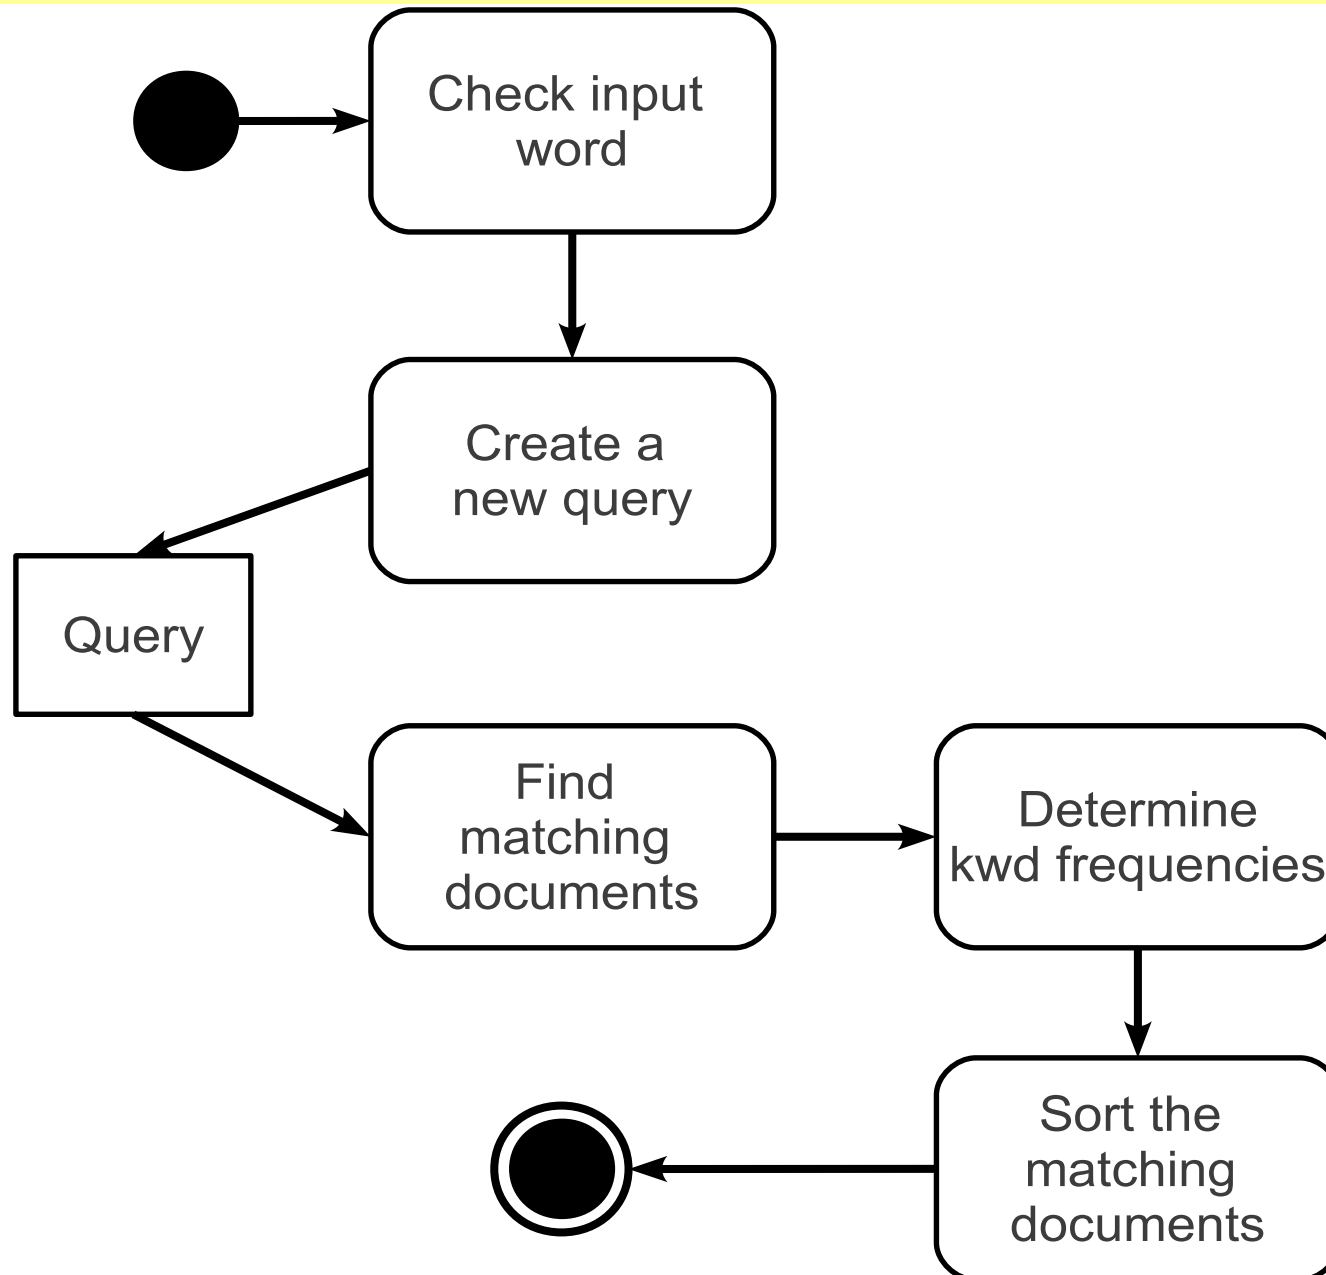 Check input
word
Create a
new query
Query
Find
matching
documents
Determine
kwd frequencies
Sort the
matching
documents